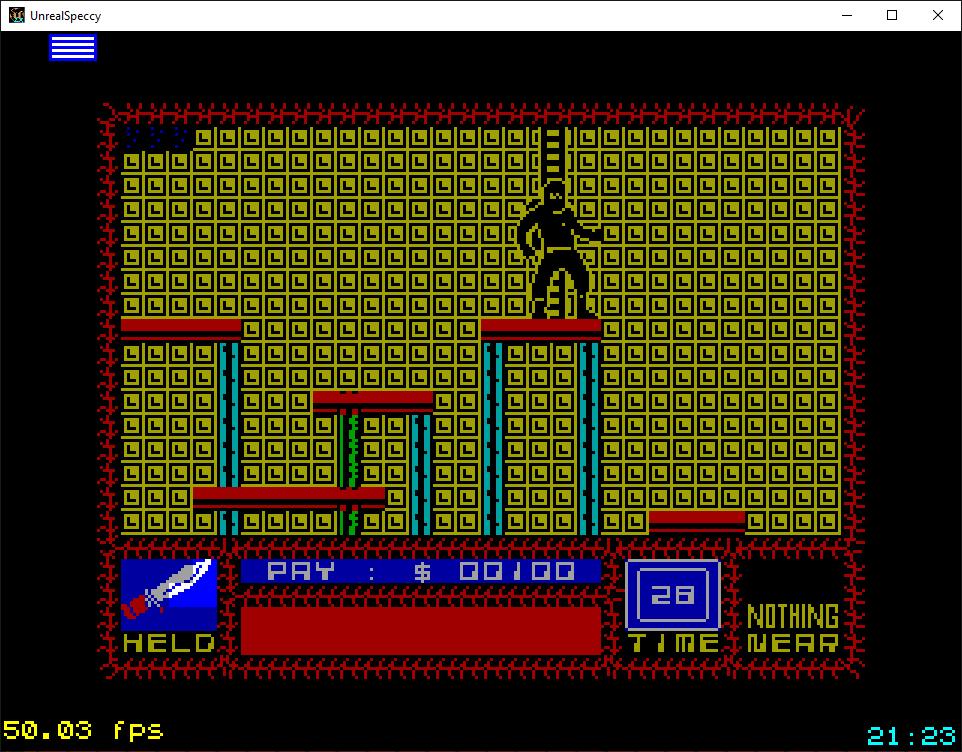 UnrealSpeccy
PAY : $ 00100
28
HELD
TIME
NOTHING
NEAR
50.03 fps
21:23